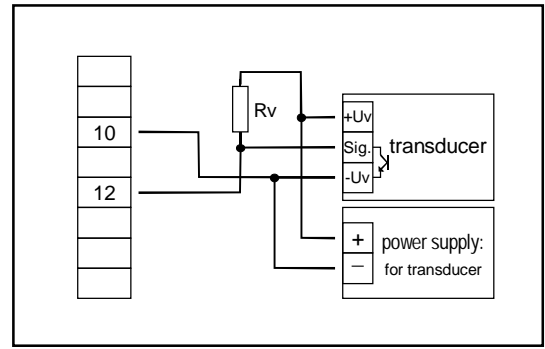 10
12
Rv
+Uv
Sig.
-Uv
transducer
+
−
power supply:
for transducer